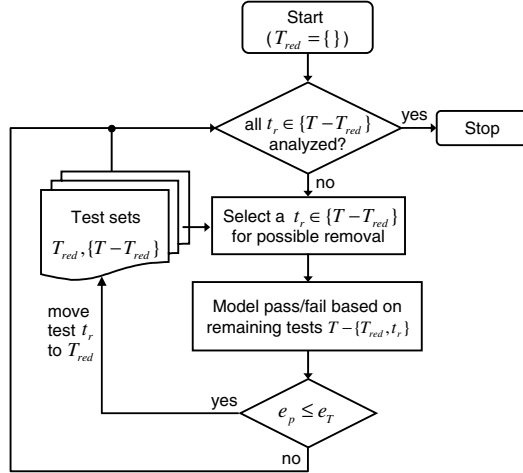 Start
(T_red = { })
all t_r ∈ {T − T_red}
analyzed?
yes
Stop
no
Test sets
T_red, {T − T_red}
Select a t_r ∈ {T − T_red}
for possible removal
Model pass/fail based on
remaining tests T − {T_red, t_r}
move
test t_r
to T_red
yes
e_p ≤ e_T
no